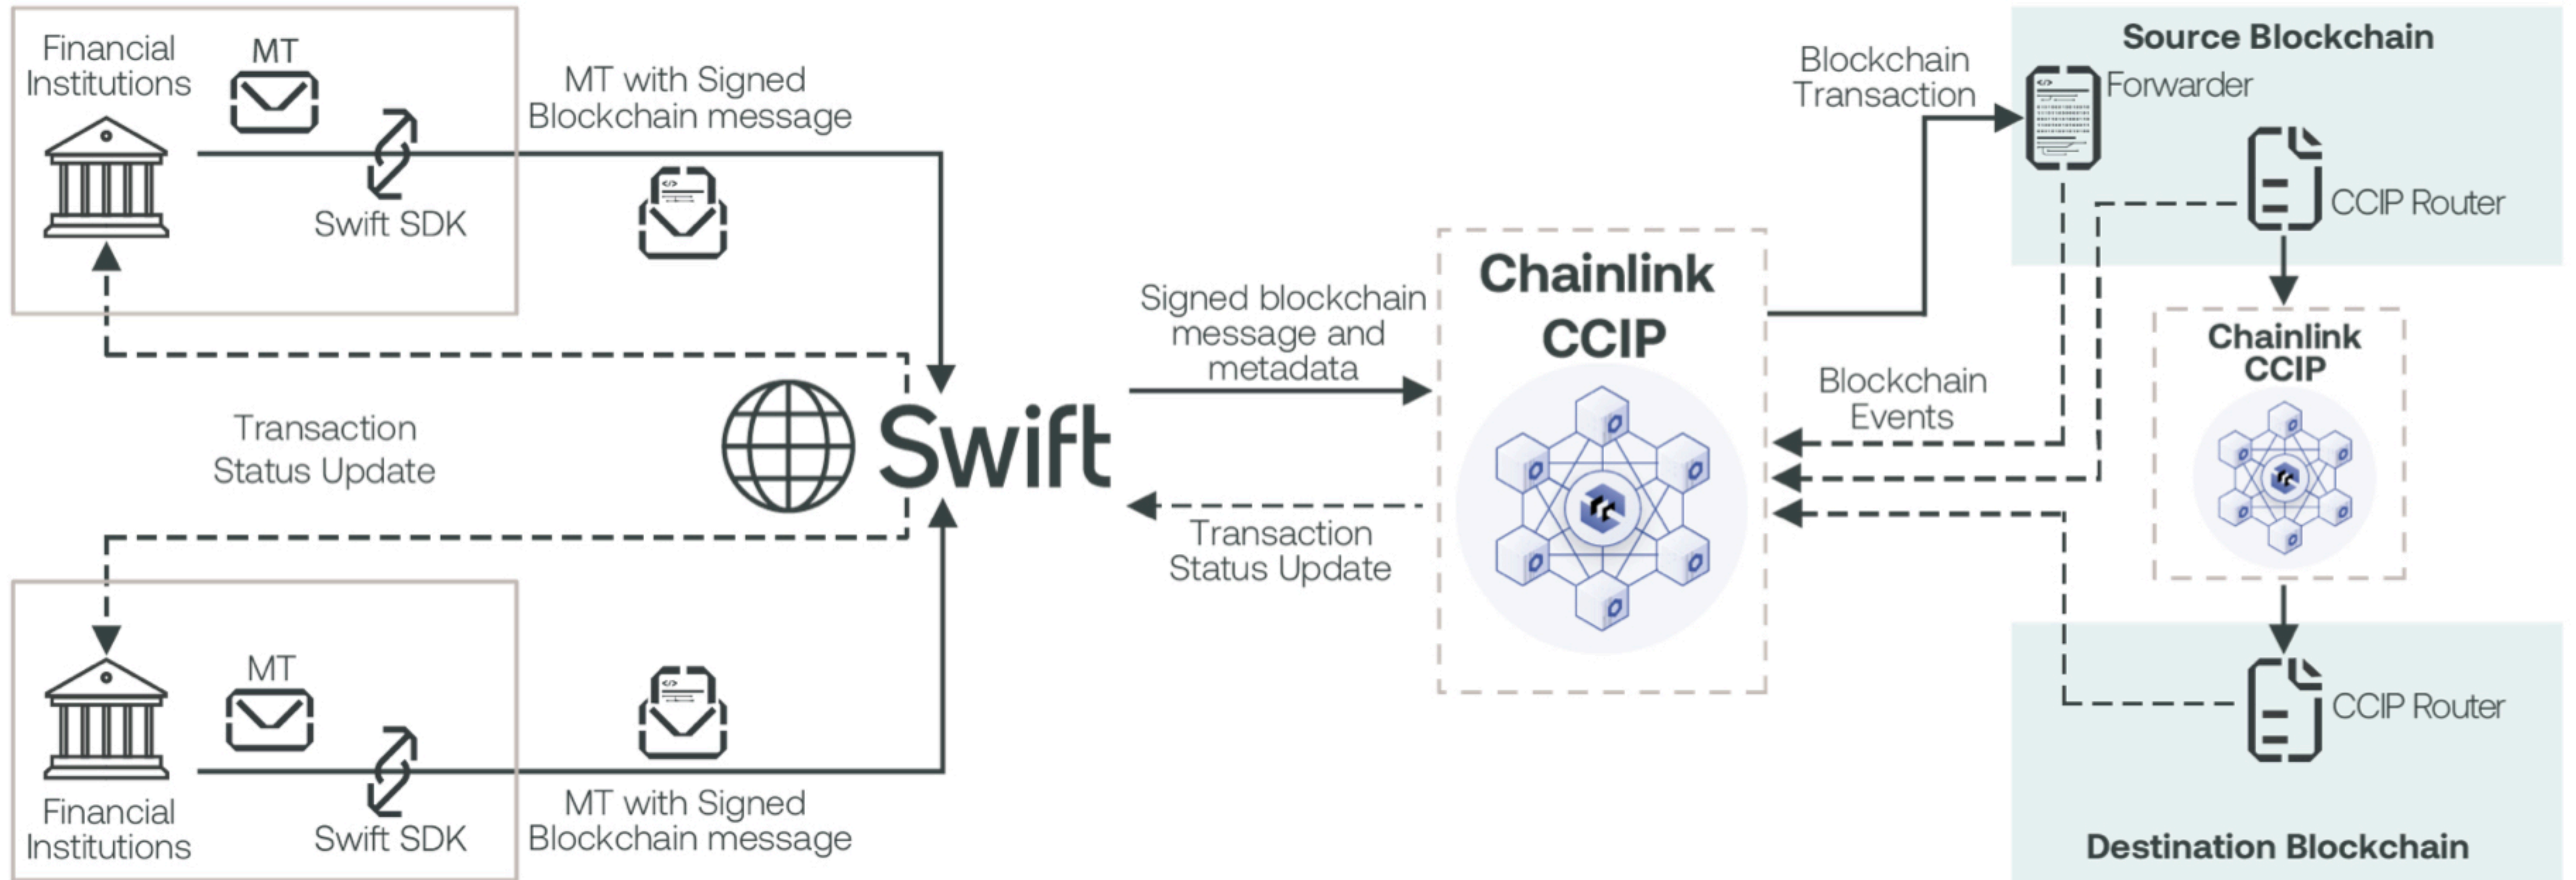 Financial
Institutions
MT
Swift SDK
MT with Signed
Blockchain message
Transaction
Status Update
Swift
Financial
Institutions
MT
Swift SDK
MT with Signed
Blockchain message
Signed blockchain
message and
metadata
Transaction
Status Update
Chainlink
CCIP
Blockchain
Transaction
Blockchain
Events
Source Blockchain
Forwarder
CCIP Router
Chainlink
CCIP
CCIP Router
Destination Blockchain